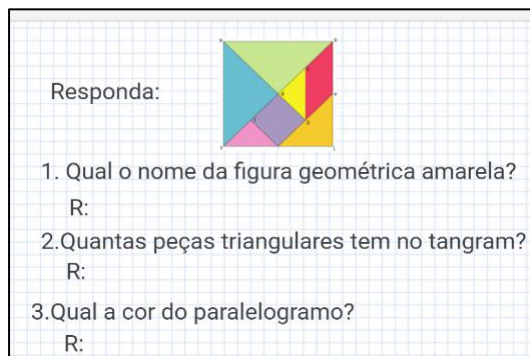 Responda:
1. Qual o nome da figura geométrica amarela?
R:
2.Quantas peças triangulares tem no tangram?
R:
3.Qual a cor do paralelogramo?
R: